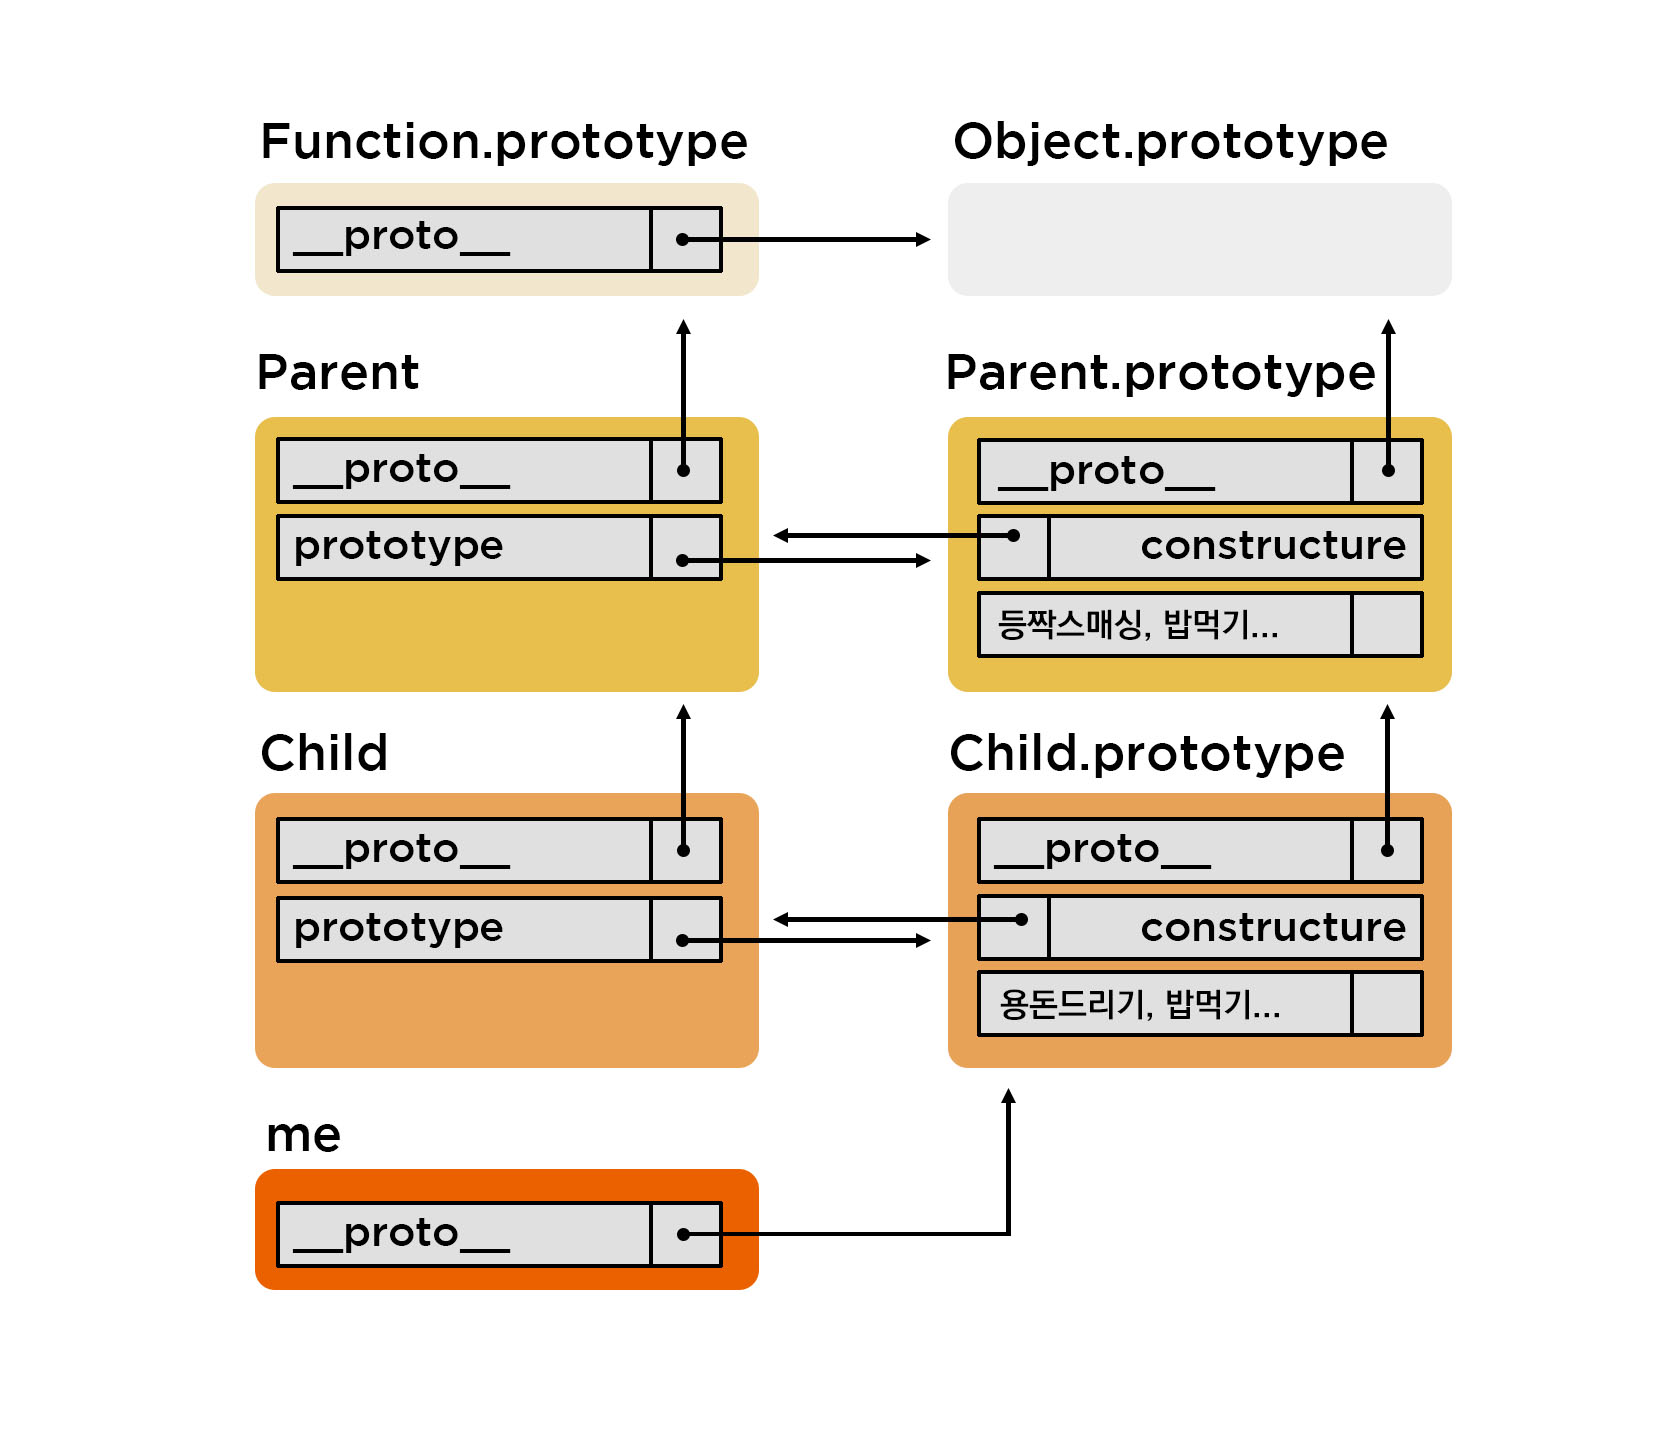 Function.prototype
__proto__
Object.prototype
Parent
__proto__
prototype
Parent.prototype
__proto__
constructure
등짝스매싱, 밥먹기...
Child
__proto__
prototype
Child.prototype
__proto__
constructure
용돈드리기, 밥먹기...
me
__proto__